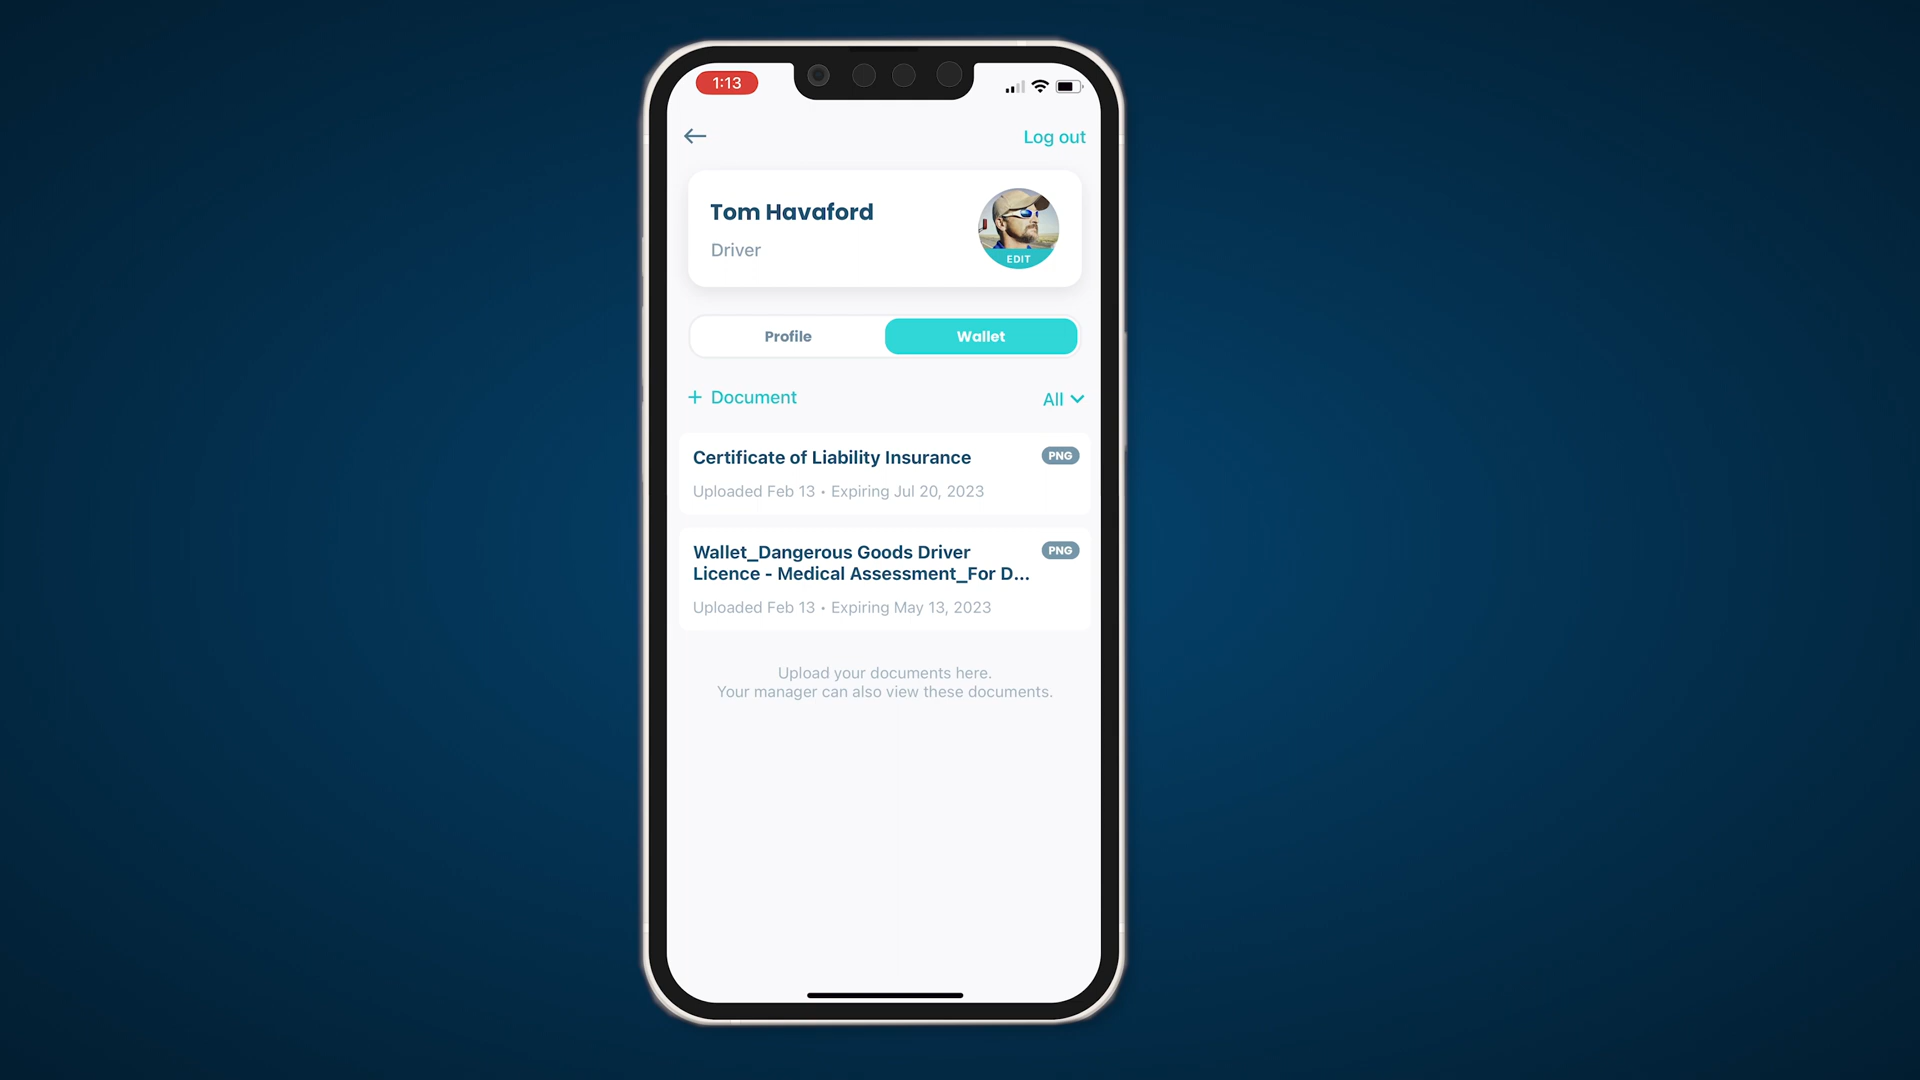 1:13
Log out
Tom Havaford
Driver
EDIT
Profile
Wallet
+ Document
All
Certificate of Liability Insurance
PNG
Uploaded Feb 13 • Expiring Jul 20, 2023
Wallet_Dangerous Goods Driver
PNG
Licence - Medical Assessment_For D...
Uploaded Feb 13 • Expiring May 13, 2023
Upload your documents here.
Your manager can also view these documents.